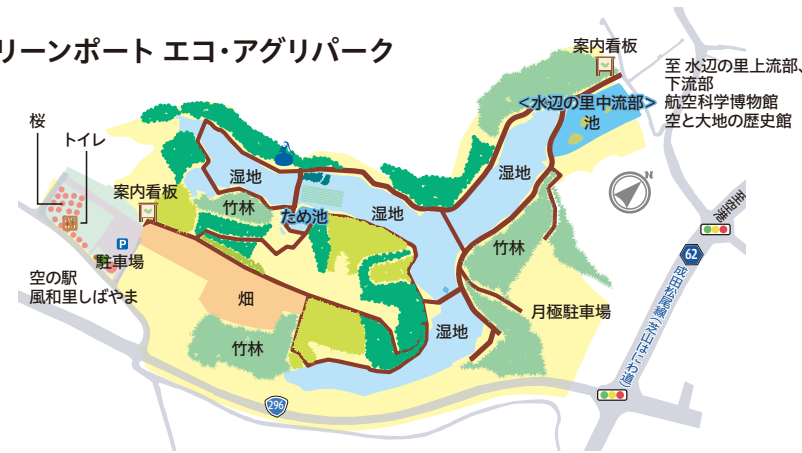 リーンポート エコ・アグリパーク
案内看板
至 水辺の里上流部、
下流部
航空科学博物館
空と大地の歴史館
<水辺の里中流部>
池
桜
トイレ
湿地
湿地
案内看板
竹林
ため池
湿地
N
至空港
P
駐車場
竹林
62
空の駅
風和里しばやま
畑
月極駐車場
成田松尾線(芝山はにわ道)
竹林
湿地
296